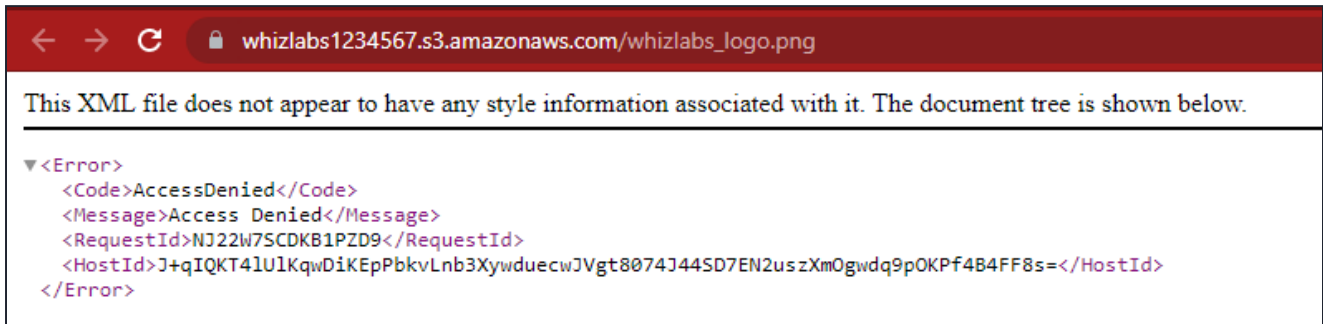 whizlabs1234567.s3.amazonaws.com/whizlabs_logo.png
This XML file does not appear to have any style information associated with it. The document tree is shown below.
▼<Error>
<Code>AccessDenied</Code>
<Message>Access Denied</Message>
<RequestId>NJ22W7SCDKB1PZD9</RequestId>
<HostId>J+qIQKT4lUlKqwDiKEpPbkvLnb3XywduecwJVgt8074J44SD7EN2uszXmOgwdq9pOKPf4B4FF8s=</HostId>
</Error>